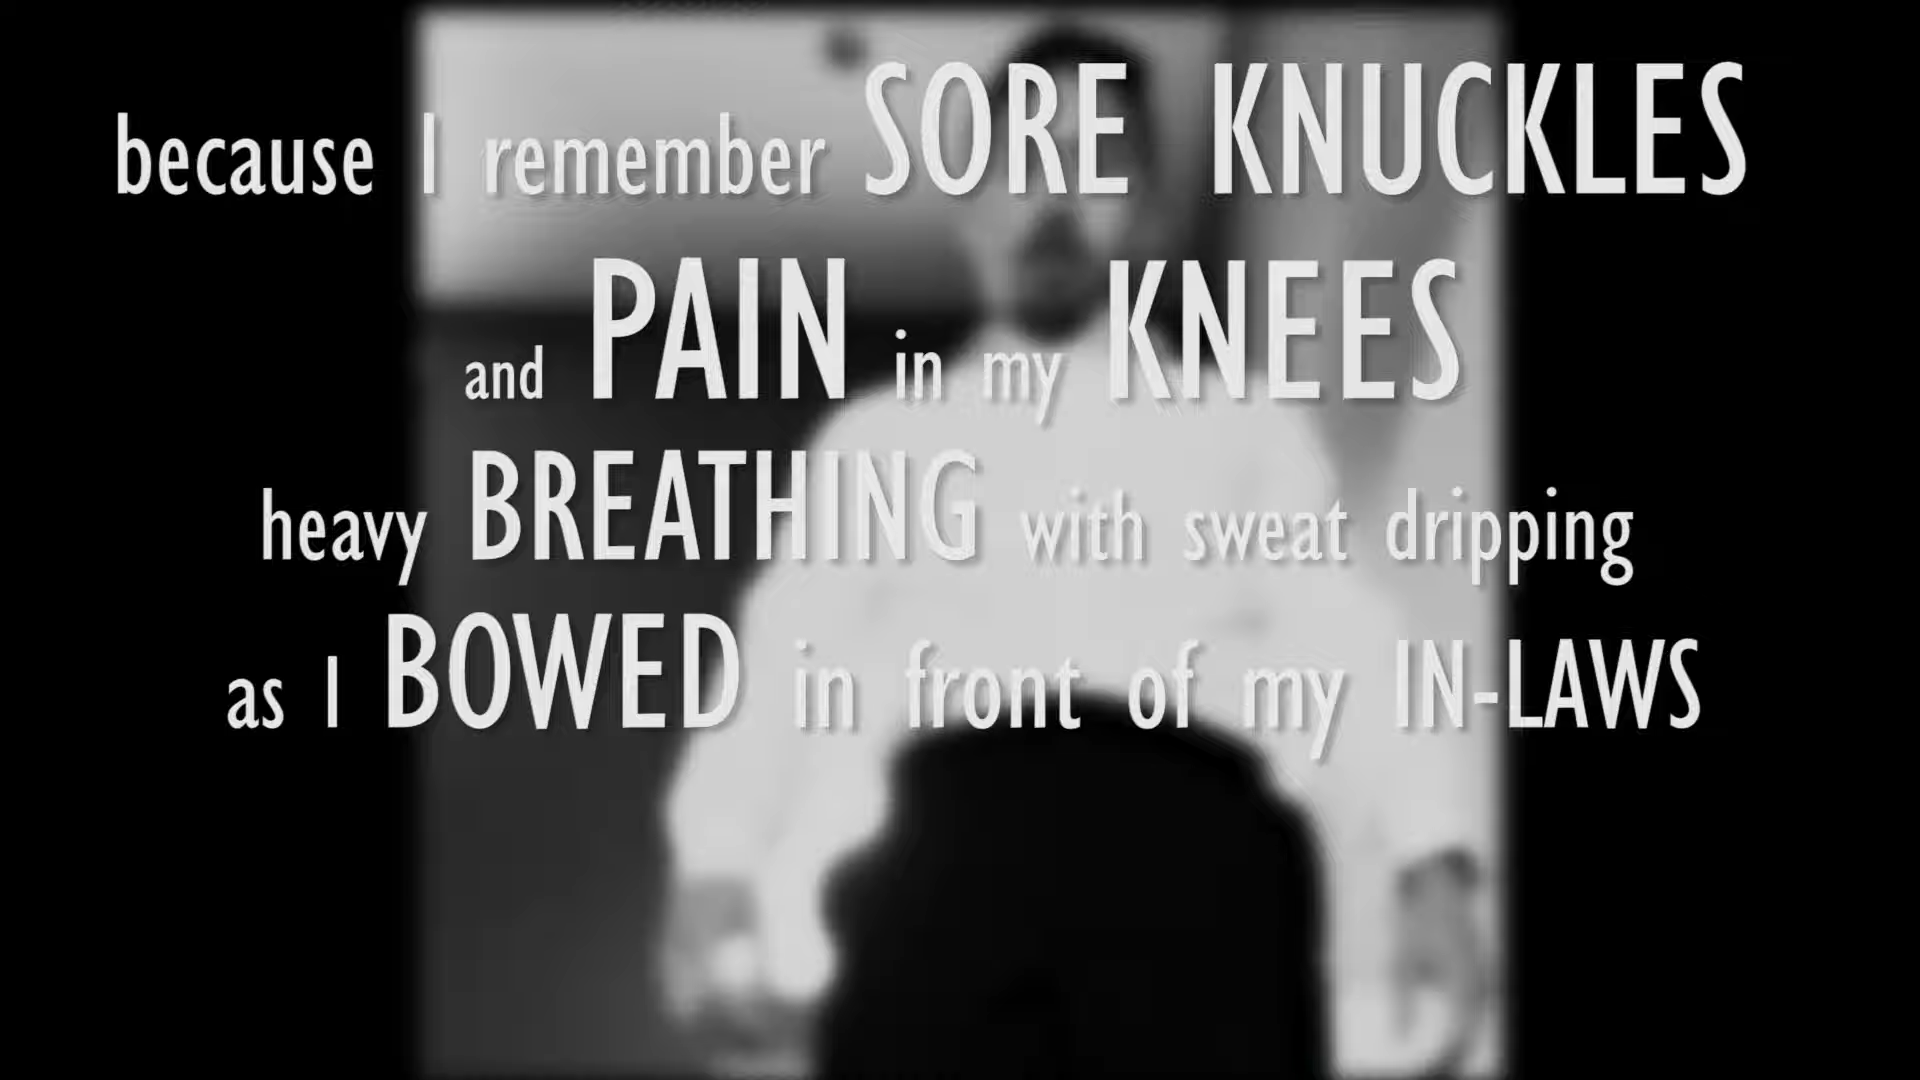 because I remember SORE KNUCKLES
and PAIN in my KNEES
heavy BREATHING with sweat dripping
as I BOWED in front of my IN-LAWS